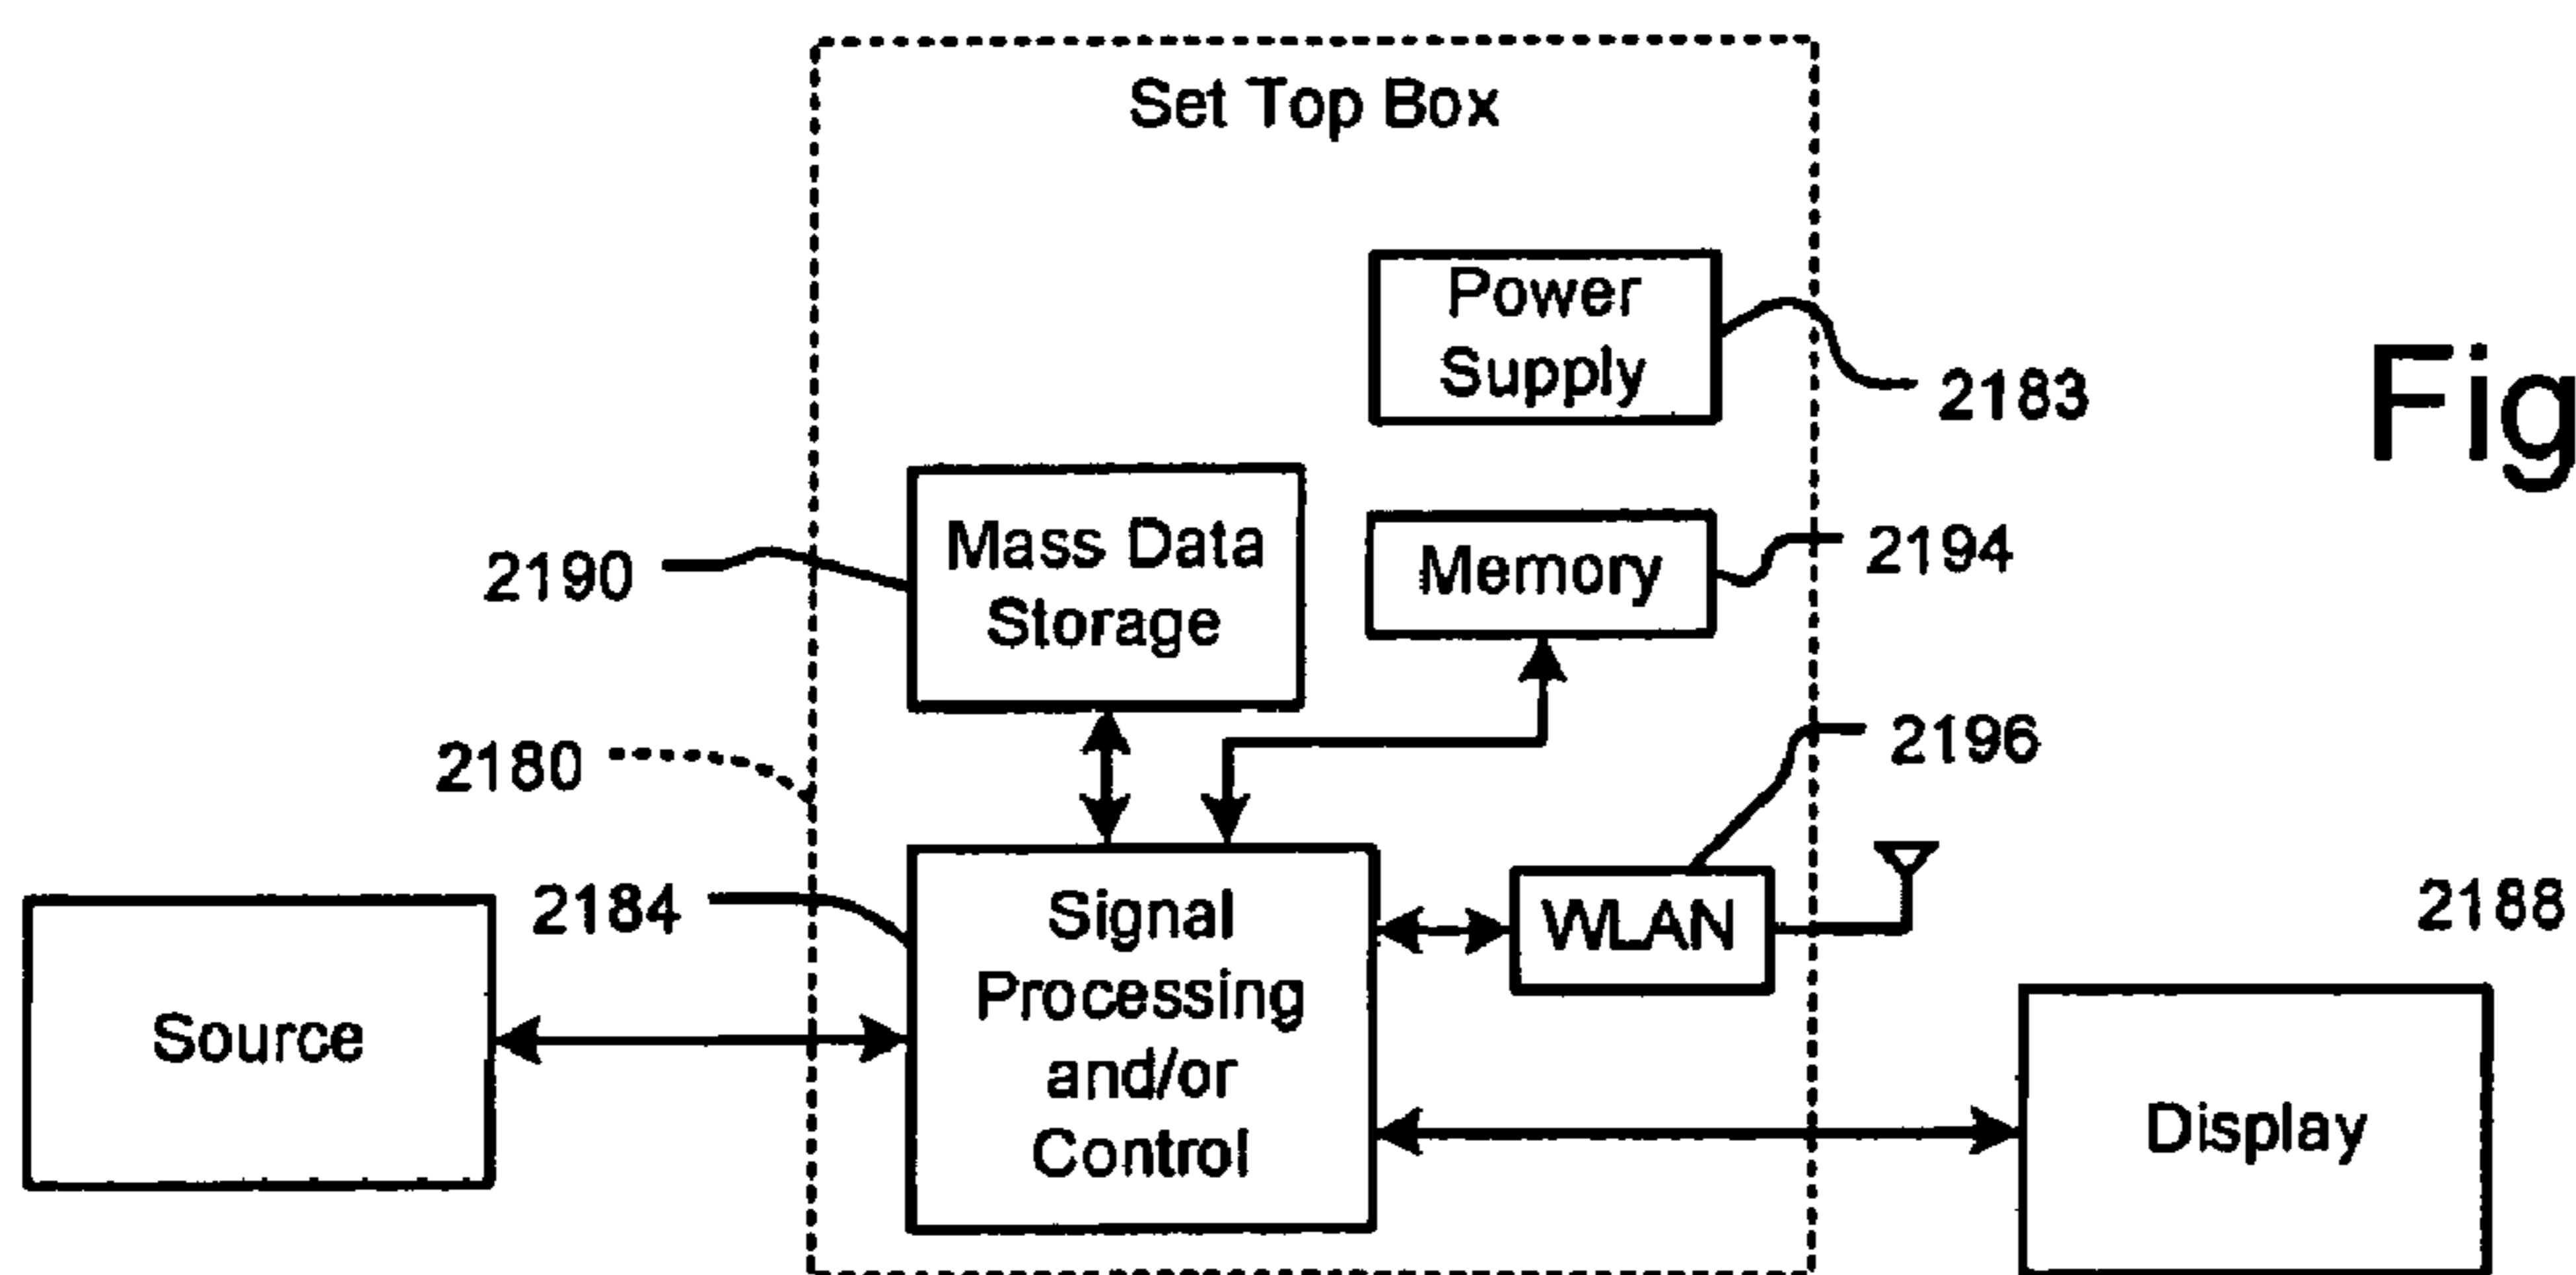 Set Top Box
Power
Supply
2183
Fig
Mass Data
Storage
2190
Memory
2194
2180
2196
2184
Signal
Processing
and/or
Control
WLAN
2188
Source
Display